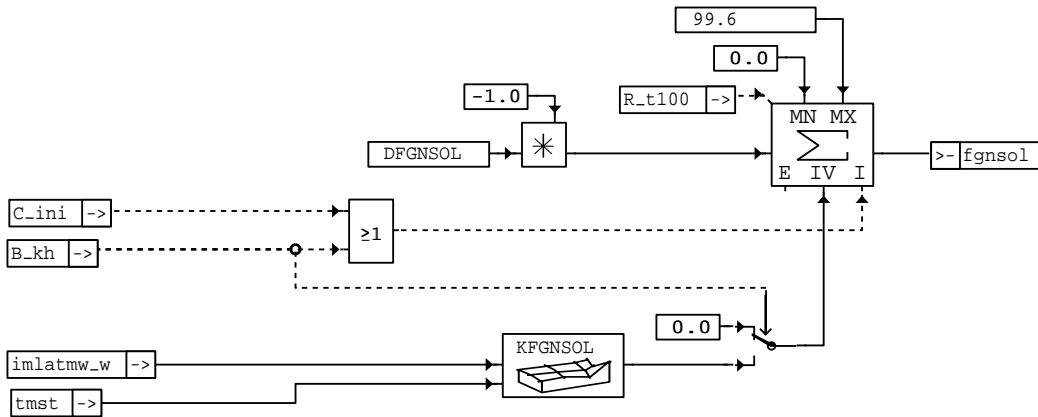 99.6
0.0
-1.0
R_t100 ->
MN MX
DFGNSOL
*
>- fgnsol
E IV I
C_ini ->
≥1
B_kh ->
0.0
KFGNSOL
imlatmw_w ->
tmst ->